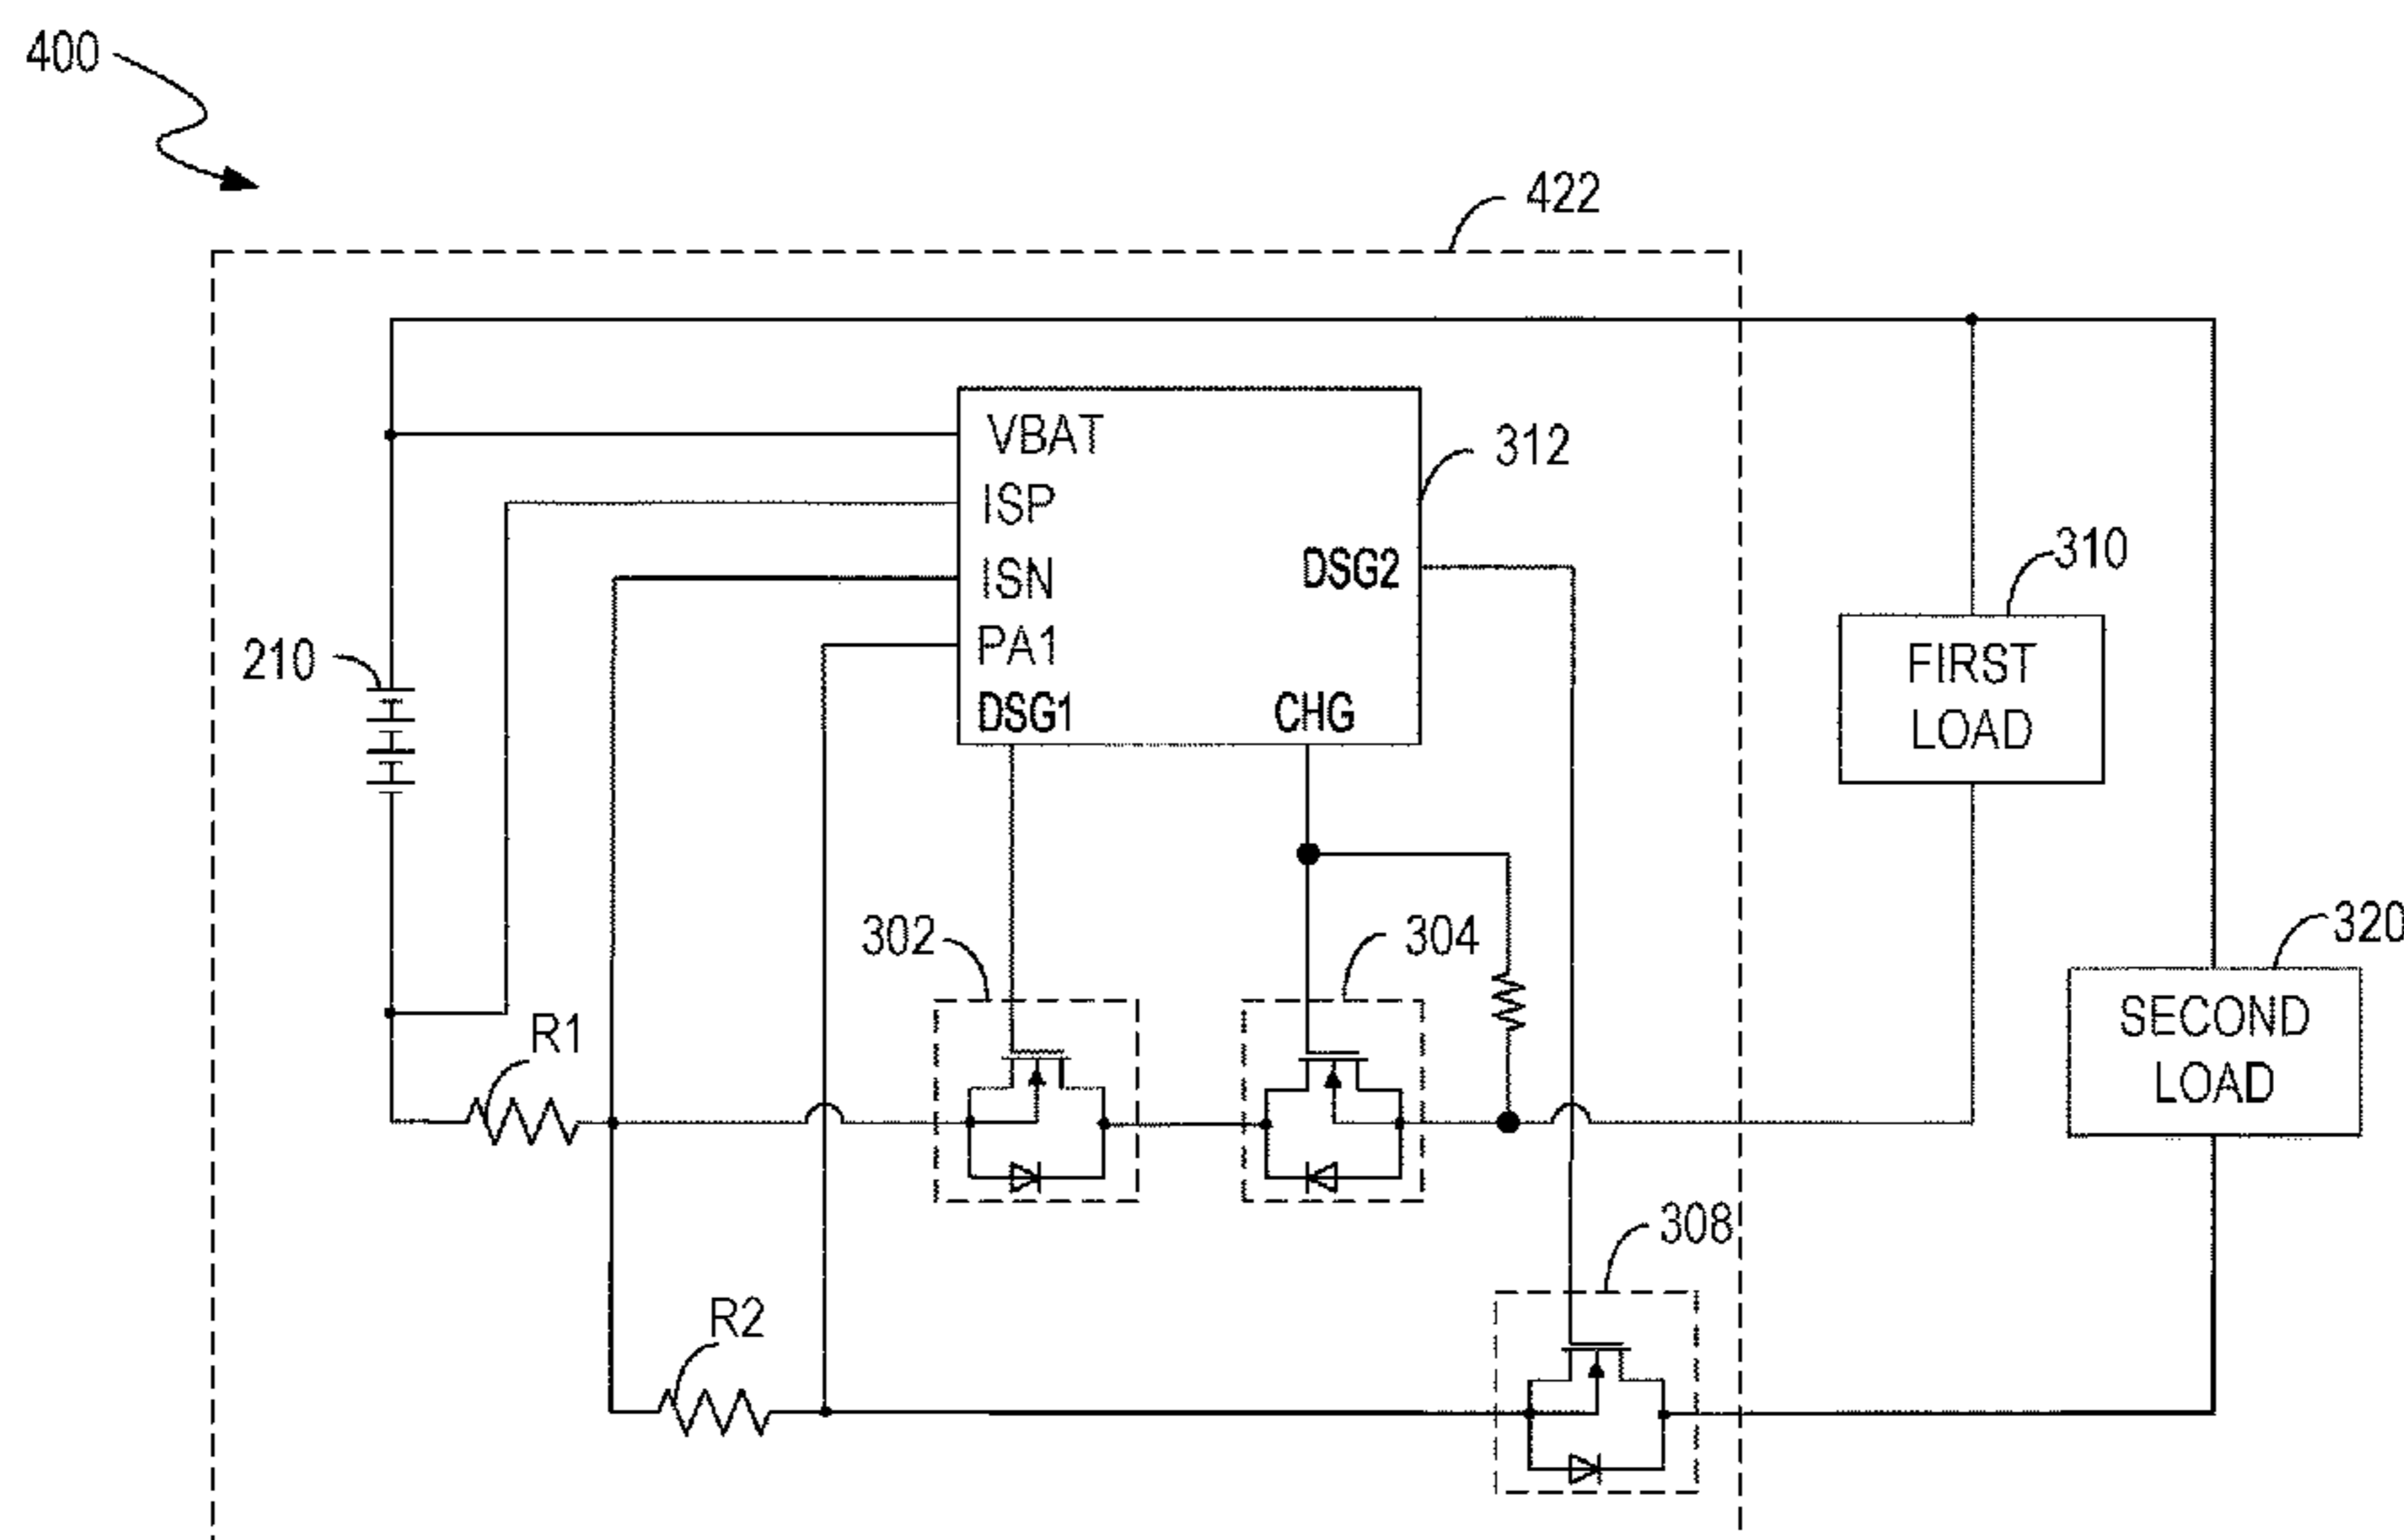 400
422
VBAT
312
ISP
DSG2
ISN
310
PA1
FIRST
LOAD
210
DSG1
CHG
302
304
320
SECOND
LOAD
R1
308
R2